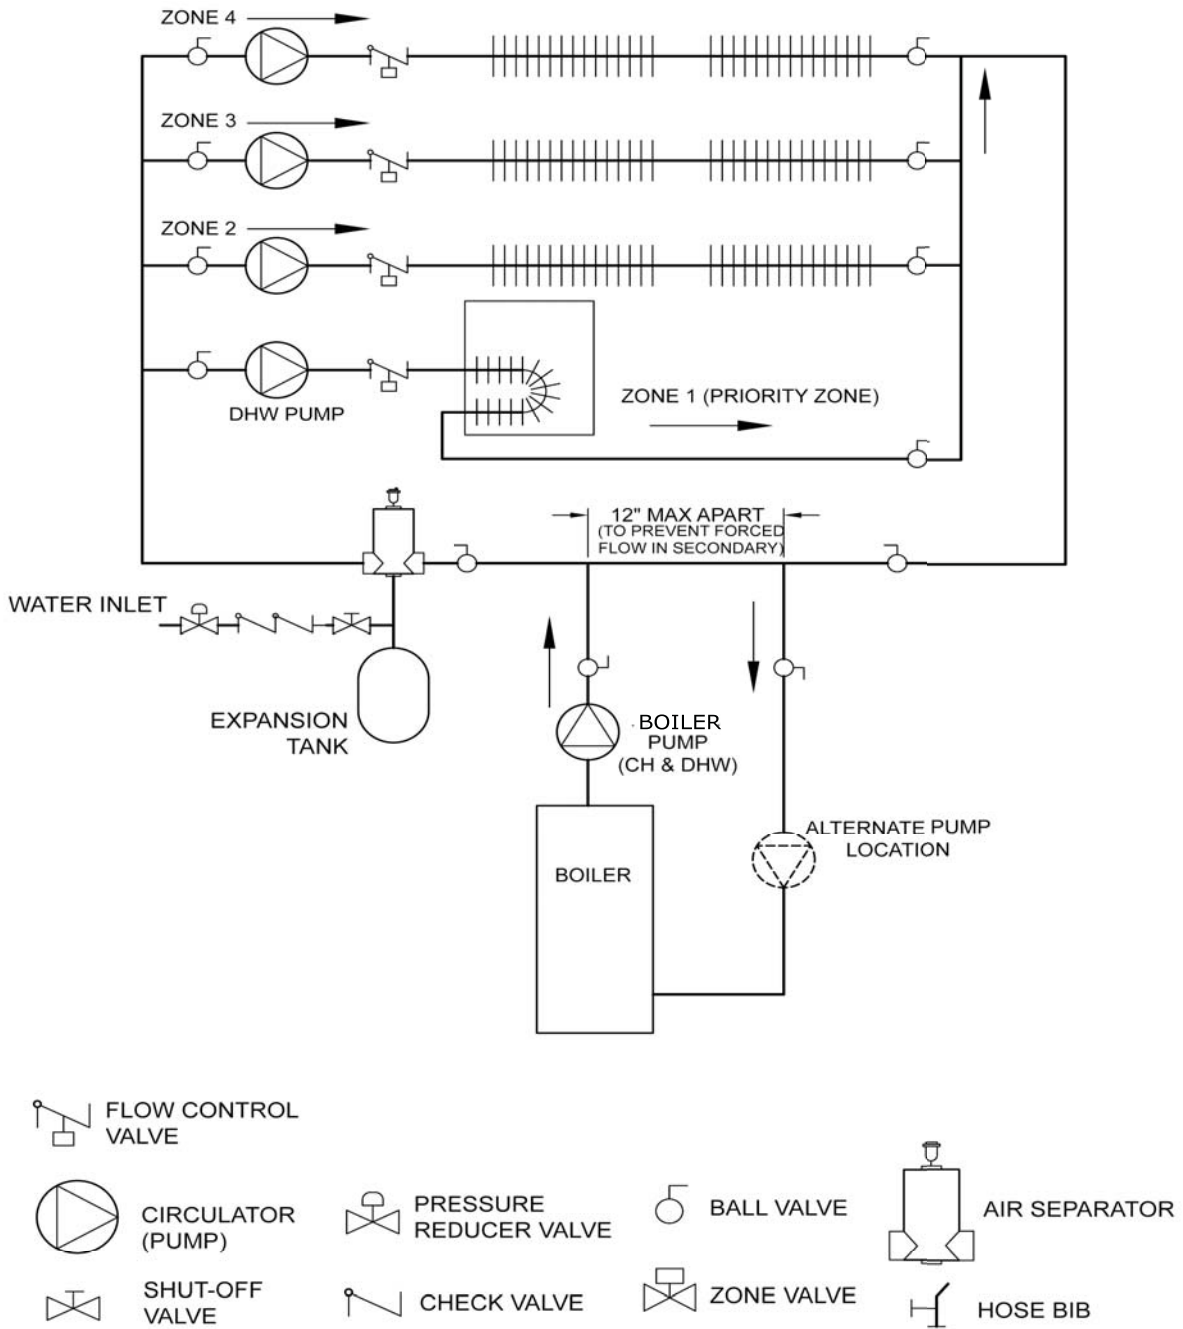 ZONE 4
ZONE 3
ZONE 2
DHW PUMP
ZONE 1 (PRIORITY ZONE)
12" MAX APART
(TO PREVENT FORCED
FLOW IN SECONDARY)
WATER INLET
EXPANSION
TANK
BOILER
PUMP
(CH & DHW)
ALTERNATE PUMP
LOCATION
BOILER
FLOW CONTROL
VALVE
CIRCULATOR
(PUMP)
PRESSURE
REDUCER VALVE
BALL VALVE
AIR SEPARATOR
SHUT-OFF
VALVE
CHECK VALVE
ZONE VALVE
HOSE BIB